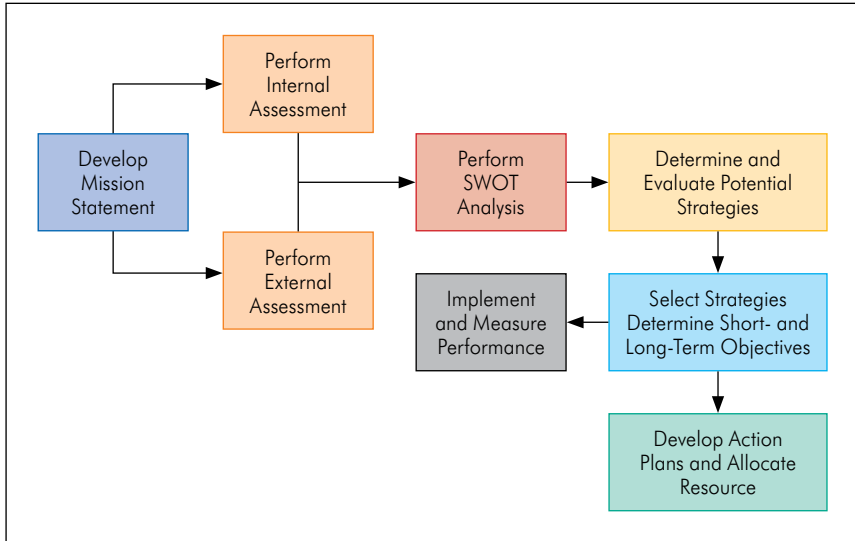 Develop
Mission
Statement
Perform
Internal
Assessment
Perform
External
Assessment
Perform
SWOT
Analysis
Determine and
Evaluate Potential
Strategies
Select Strategies
Determine Short- and
Long-Term Objectives
Implement
and Measure
Performance
Develop Action
Plans and Allocate
Resource